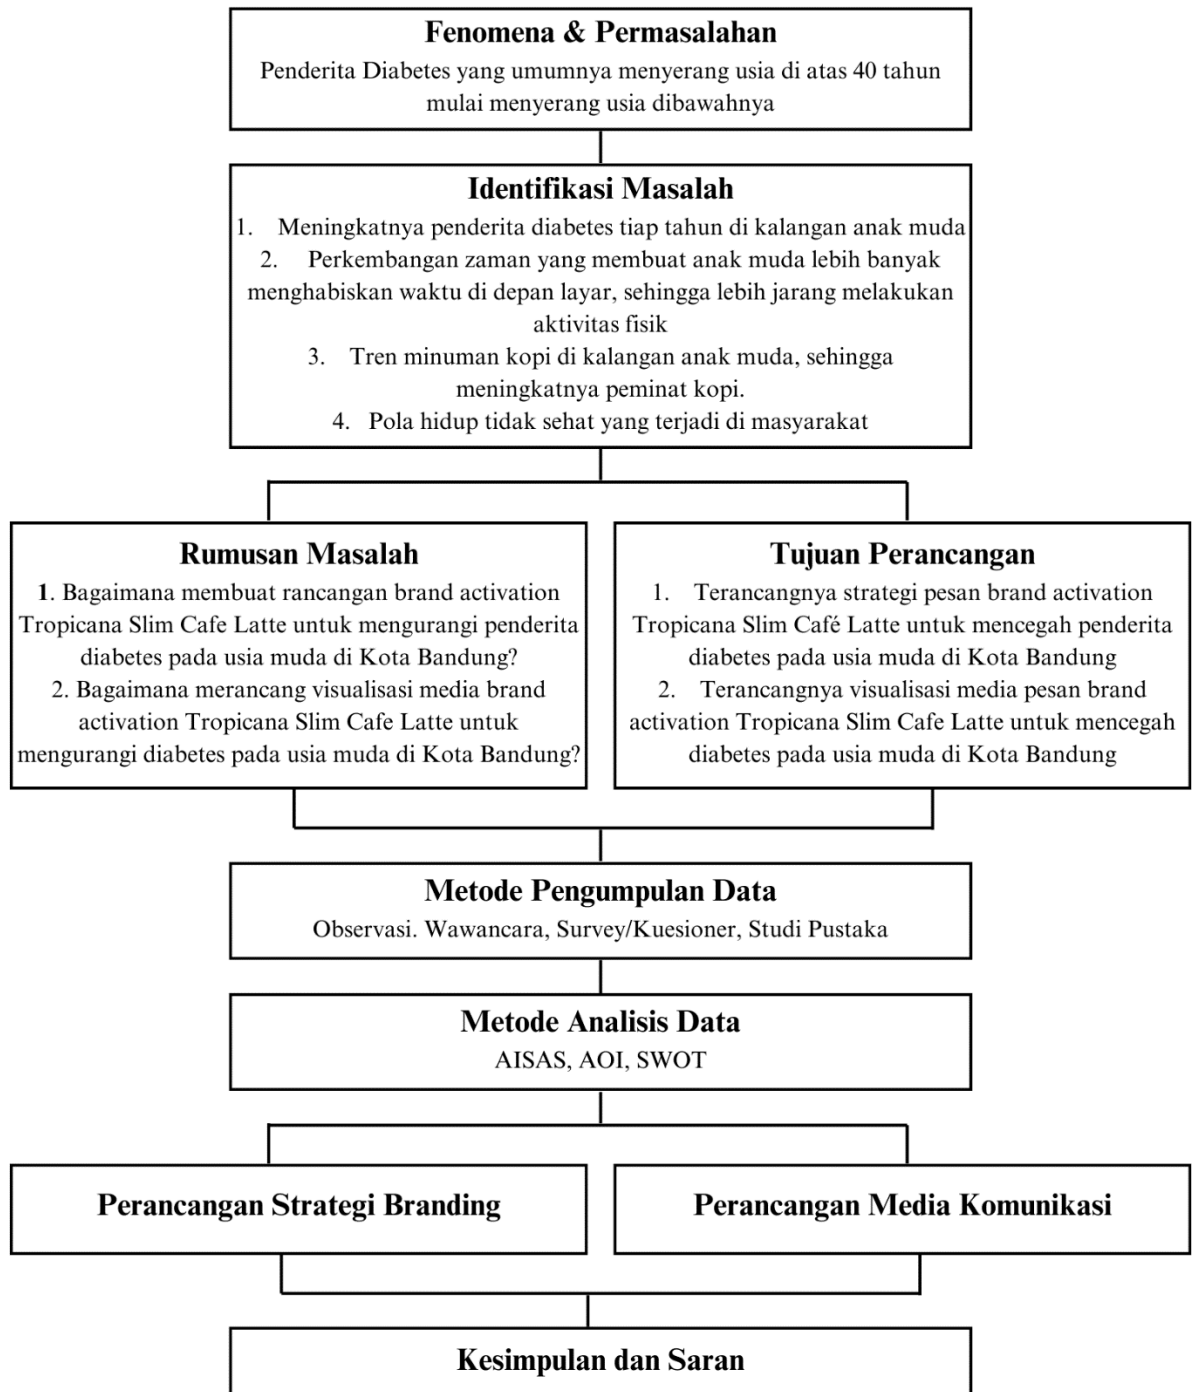 Fenomena & Permasalahan
Penderita Diabetes yang umumnya menyerang usia di atas 40 tahun
mulai menyerang usia dibawahnya
Identifikasi Masalah
1. Meningkatnya penderita diabetes tiap tahun di kalangan anak muda
2. Perkembangan zaman yang membuat anak muda lebih banyak
menghabiskan waktu di depan layar, sehingga lebih jarang melakukan
aktivitas fisik
3. Tren minuman kopi di kalangan anak muda, sehingga
meningkatnya peminat kopi.
4. Pola hidup tidak sehat yang terjadi di masyarakat
Rumusan Masalah
1. Bagaimana membuat rancangan brand activation
Tropicana Slim Cafe Latte untuk mengurangi penderita
diabetes pada usia muda di Kota Bandung?
2. Bagaimana merancang visualisasi media brand
activation Tropicana Slim Cafe Latte untuk
mengurangi diabetes pada usia muda di Kota Bandung?
Tujuan Perancangan
1. Terancangnya strategi pesan brand activation
Tropicana Slim Café Latte untuk mencegah penderita
diabetes pada usia muda di Kota Bandung
2. Terancangnya visualisasi media pesan brand
activation Tropicana Slim Cafe Latte untuk mencegah
diabetes pada usia muda di Kota Bandung
Metode Pengumpulan Data
Observasi. Wawancara, Survey/Kuesioner, Studi Pustaka
Metode Analisis Data
AISAS, AOI, SWOT
Perancangan Strategi Branding
Perancangan Media Komunikasi
Kesimpulan dan Saran